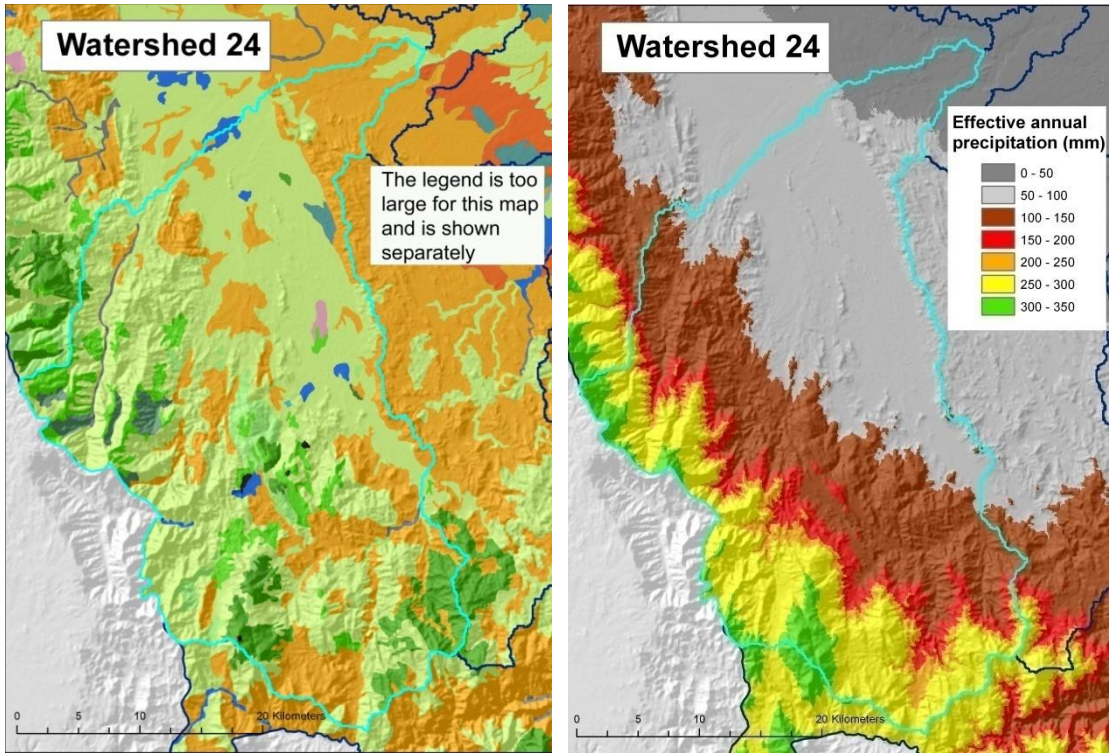 Watershed 24
The legend is too
large for this map
and is shown
separately
0 5 10 20 Kilometers
Watershed 24
Effective annual
precipitation (mm)
0 - 50
50 - 100
100 - 150
150 - 200
200 - 250
250 - 300
300 - 350
0 5 10 20 Kilometers